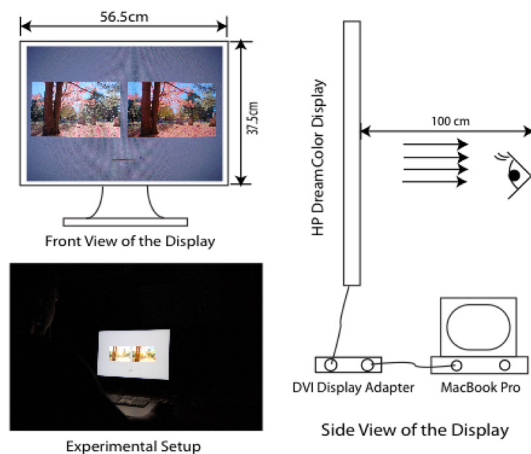 56.5cm
37.5cm
Front View of the Display
Experimental Setup
HP DreamColor Display
100 cm
DVI Display Adapter
MacBook Pro
Side View of the Display